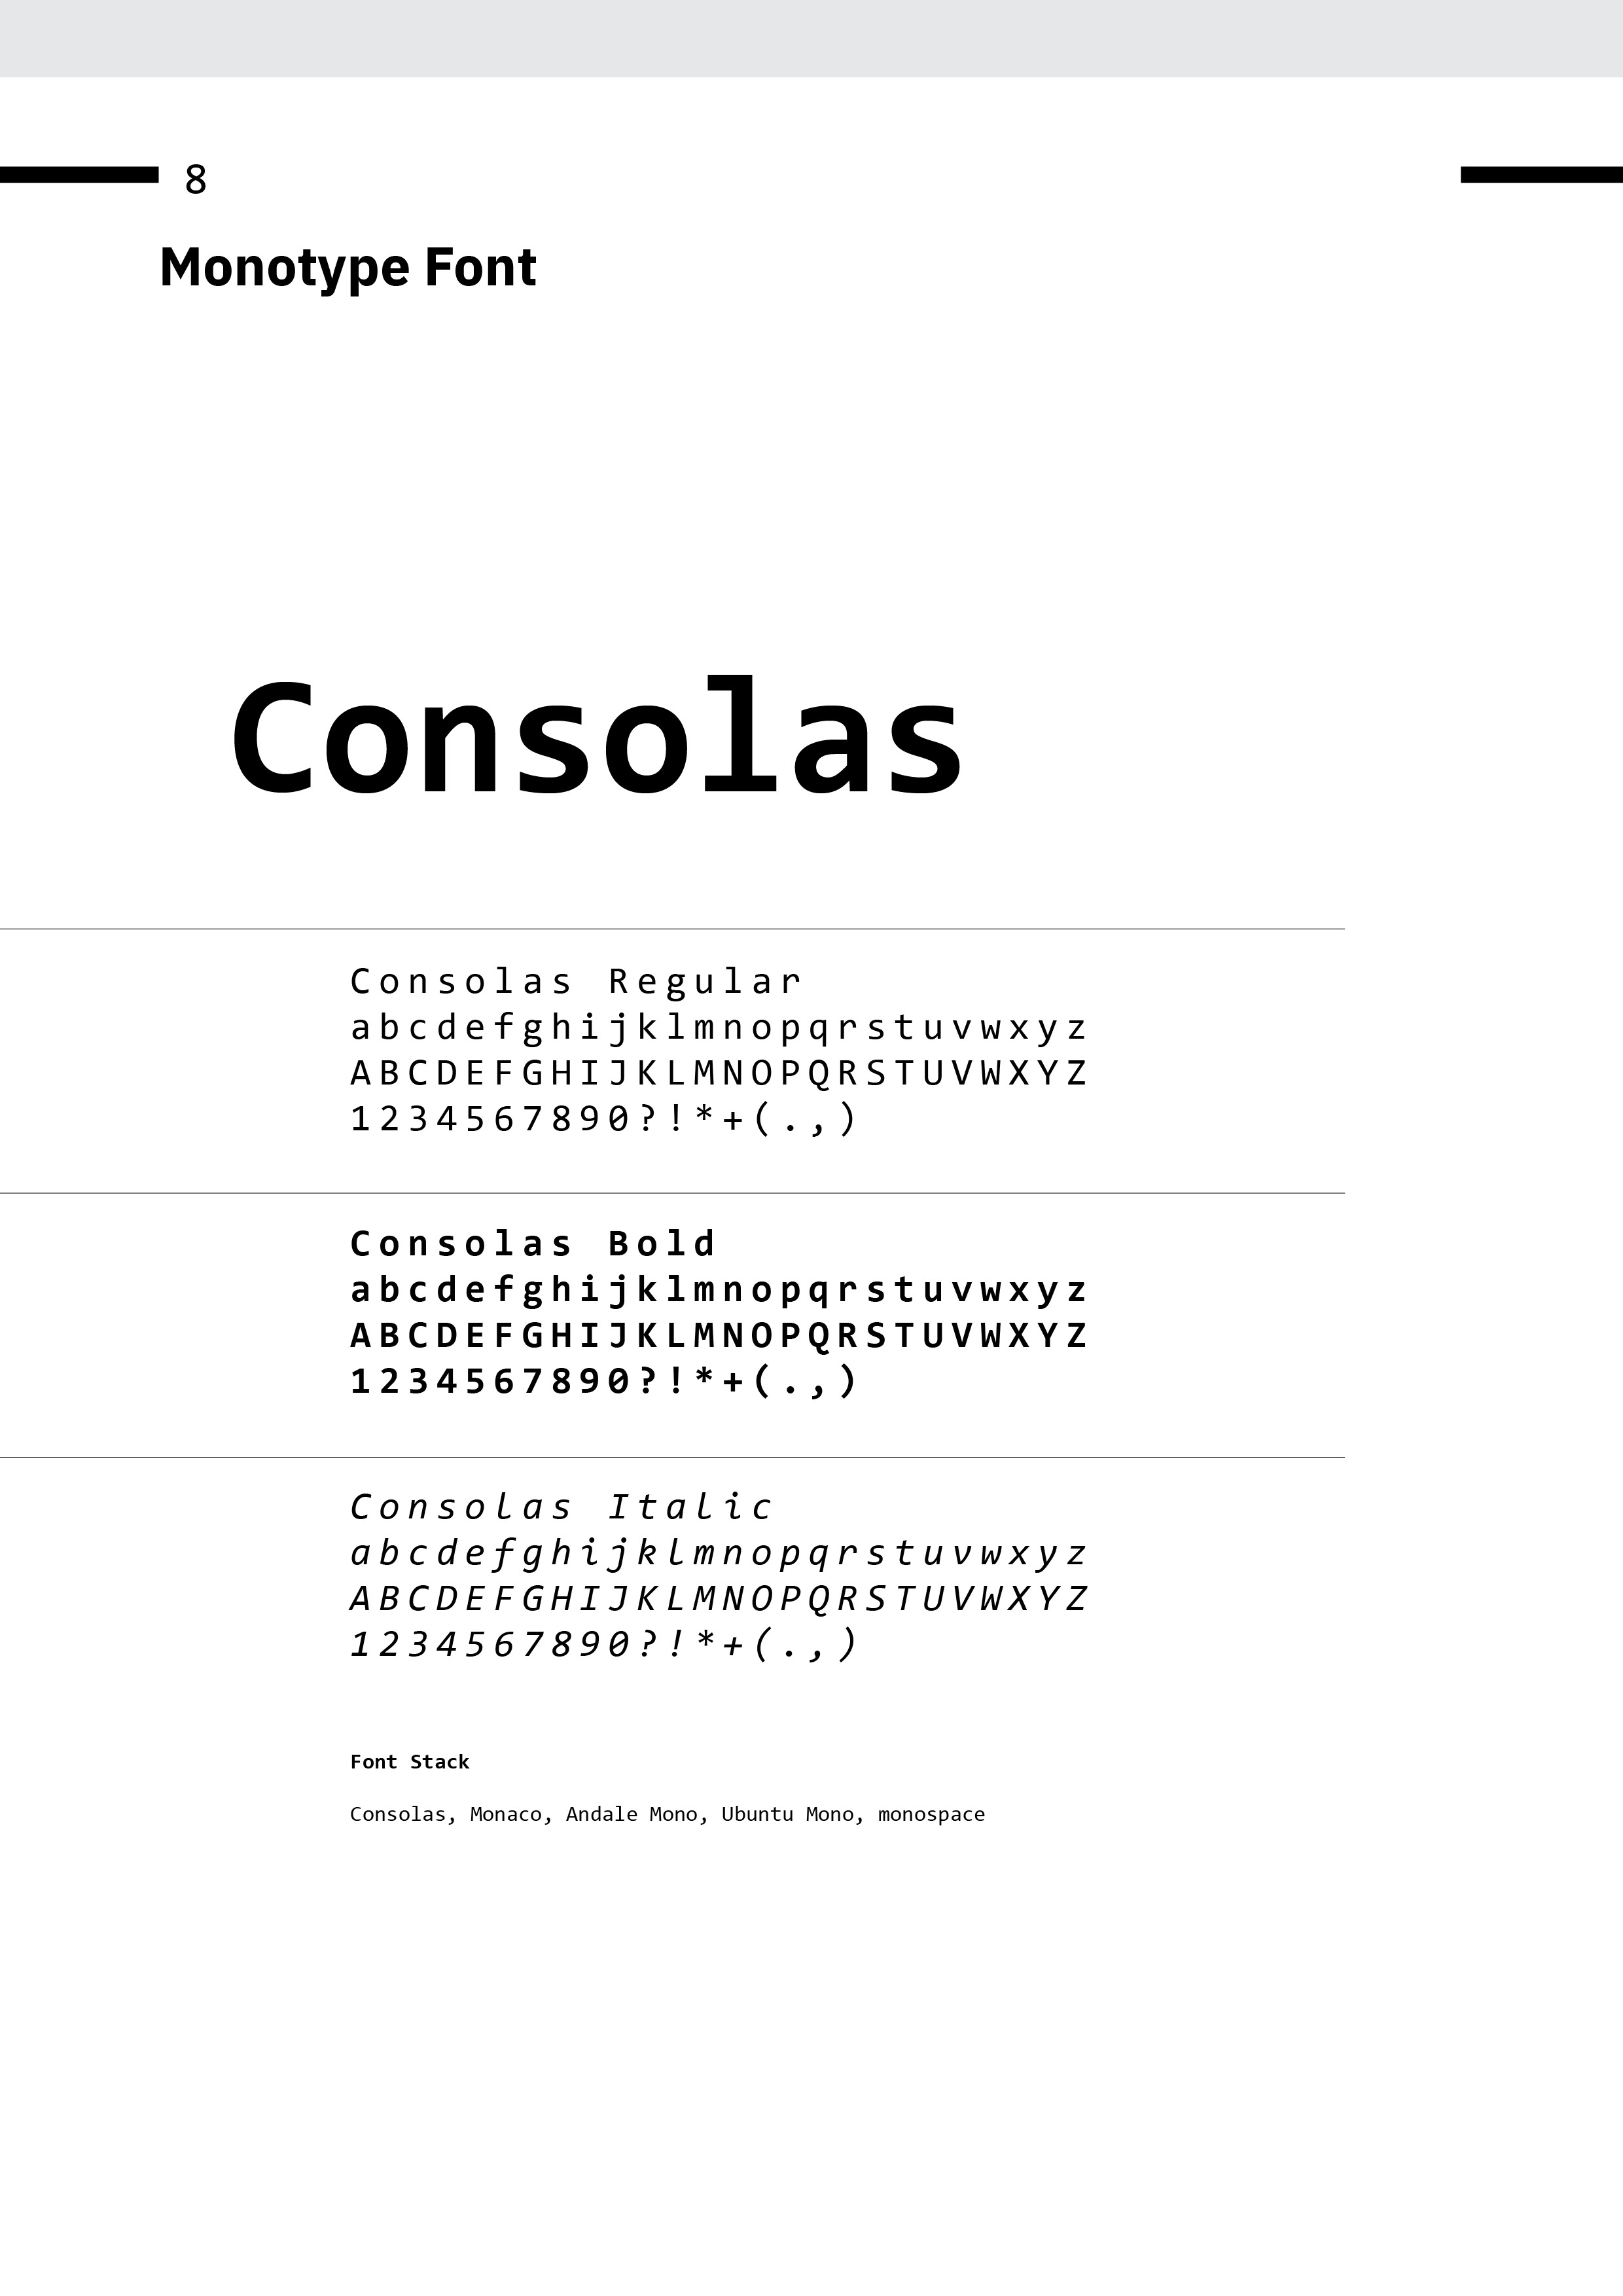 8
Monotype Font
Consolas
Consolas Regular
abcdefghijklmnopqrstuvwxyz
ABCDEFGHIJKLMNOPQRSTUVWXYZ
1234567890?!*+(.,)
Consolas Bold
abcdefghijklmnopqrstuvwxyz
ABCDEFGHIJKLMNOPQRSTUVWXYZ
1234567890?!*+(.,)
Consolas Italic
abcdefghijklmnopqrstuvwxyz
ABCDEFGHIJKLMNOPQRSTUVWXYZ
1234567890?!*+(.,)
Font Stack
Consolas, Monaco, Andale Mono, Ubuntu Mono, monospace